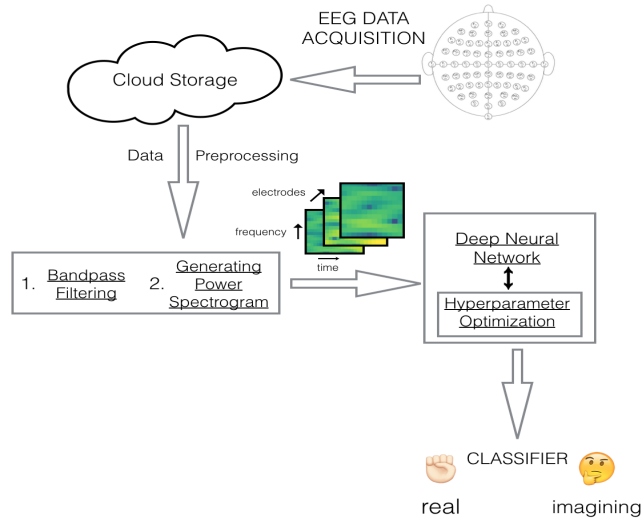 EEG DATA
ACQUISITION
Cloud Storage
Data Preprocessing
electrodes
frequency
time
1. Bandpass
Filtering
2. Generating
Power
Spectrogram
Deep Neural
Network
Hyperparameter
Optimization
CLASSIFIER
real imagining